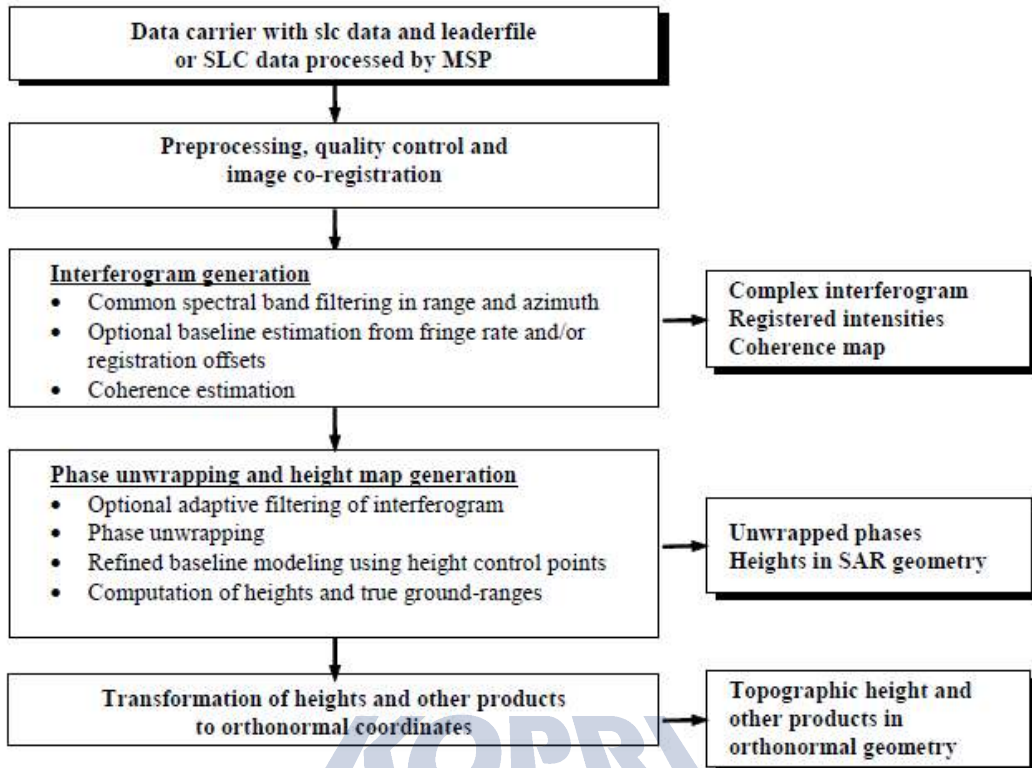 Data carrier with slc data and leaderfile
or SLC data processed by MSP
Preprocessing, quality control and
image co-registration
Interferogram generation
• Common spectral band filtering in range and azimuth
• Optional baseline estimation from fringe rate and/or
registration offsets
• Coherence estimation
Complex interferogram
Registered intensities
Coherence map
Phase unwrapping and height map generation
• Optional adaptive filtering of interferogram
• Phase unwrapping
• Refined baseline modeling using height control points
• Computation of heights and true ground-ranges
Unwrapped phases
Heights in SAR geometry
Transformation of heights and other products
to orthonormal coordinates
Topographic height and
other products in
orthonormal geometry
KOPRI